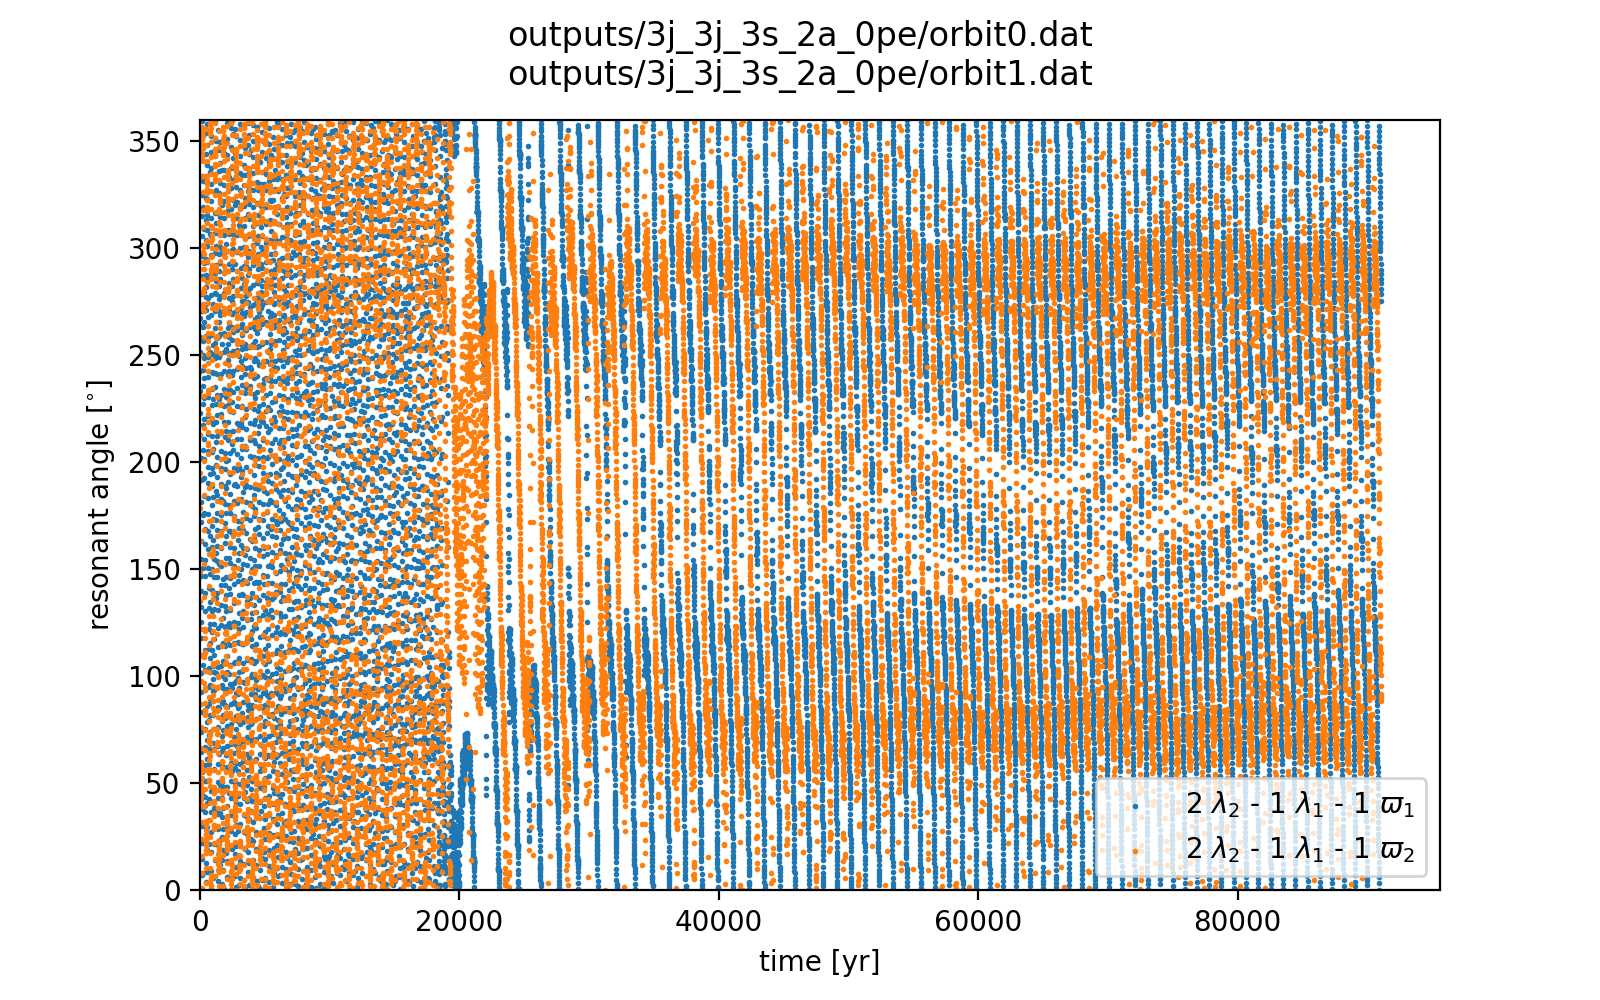 outputs/3j_3j_3s_2a_0pe/orbit0.dat
outputs/3j_3j_3s_2a_0pe/orbit1.dat
350
300
250
200
150
100
50
0
resonant angle [°]
2 λ₂ - 1 λ₁ - 1 ϖ₁
2 λ₂ - 1 λ₁ - 1 ϖ₂
0 20000 40000 60000 80000
time [yr]